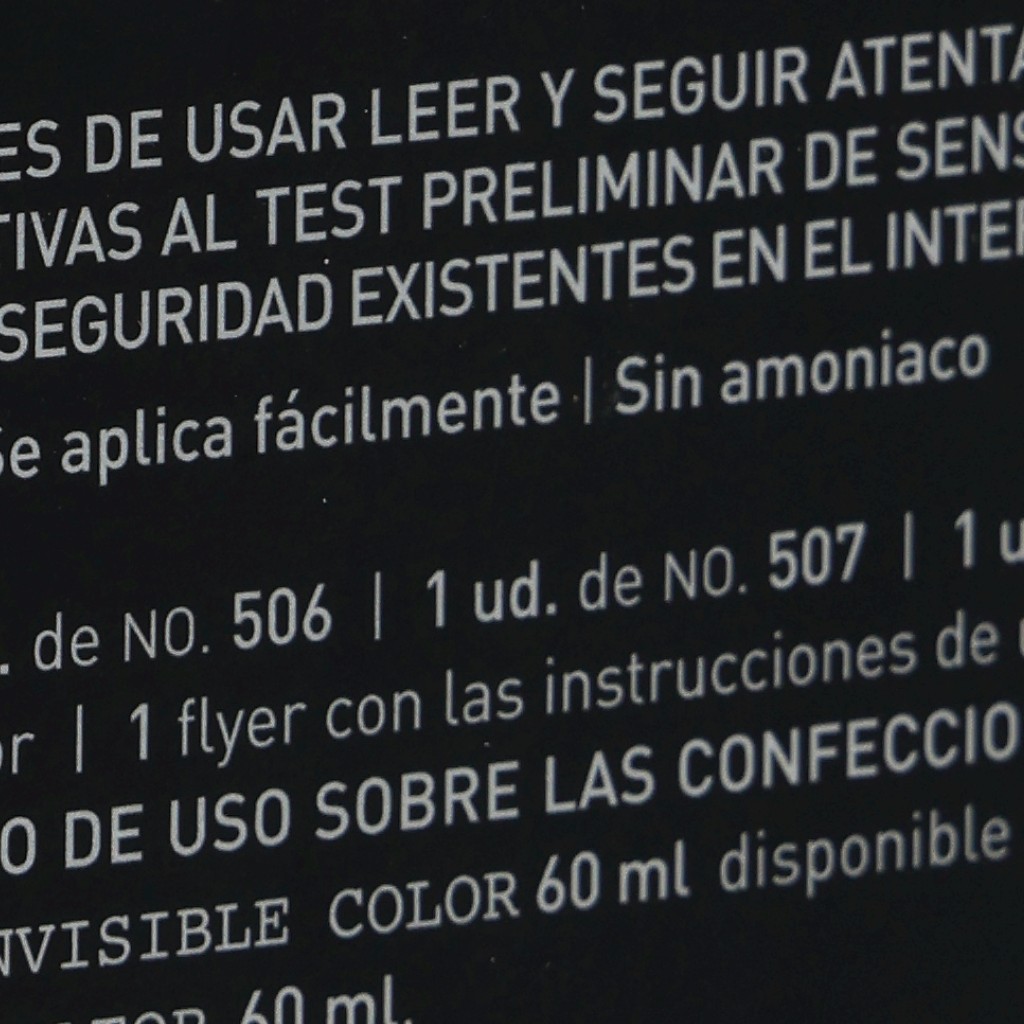 ES DE USAR LEER Y SEGUIR ATENTA
TIVAS AL TEST PRELIMINAR DE SENS
SEGURIDAD EXISTENTES EN EL INTER
Se aplica fácilmente | Sin amoniaco
. de NO. 506 | 1 ud. de NO. 507 | 1 u
or | 1 flyer con las instrucciones de
O DE USO SOBRE LAS CONFECCIO
NVISIBLE COLOR 60 ml disponible
60 ml.